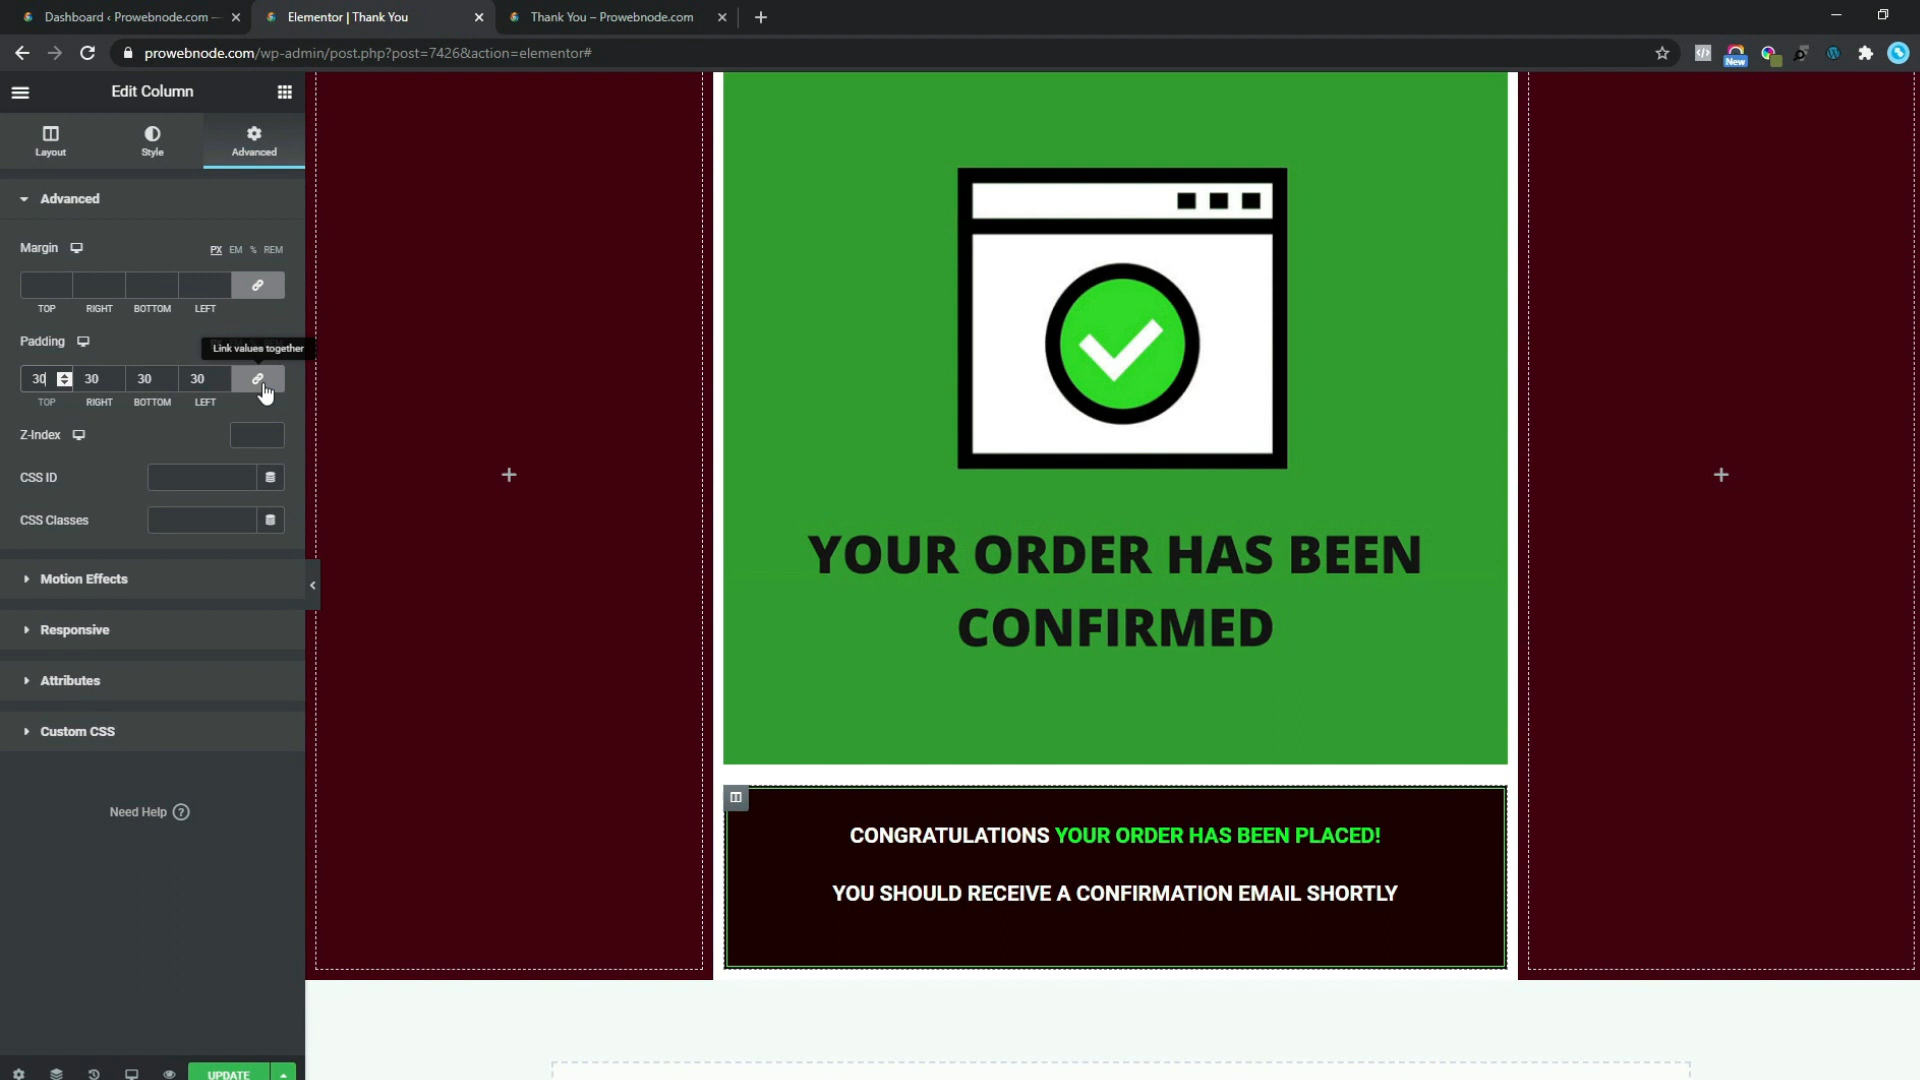 Dashboard ‹ Prowebnode.com —
Elementor | Thank You
Thank You – Prowebnode.com
prowebnode.com/wp-admin/post.php?post=7426&action=elementor#
New
Edit Column
Layout
Style
Advanced
Advanced
Margin
PX EM % REM
TOP RIGHT BOTTOM LEFT
Padding
Link values together
30 30 30 30
TOP RIGHT BOTTOM LEFT
Z-Index
CSS ID
CSS Classes
Motion Effects
Responsive
Attributes
Custom CSS
Need Help ?
UPDATE
YOUR ORDER HAS BEEN
CONFIRMED
CONGRATULATIONS YOUR ORDER HAS BEEN PLACED!
YOU SHOULD RECEIVE A CONFIRMATION EMAIL SHORTLY